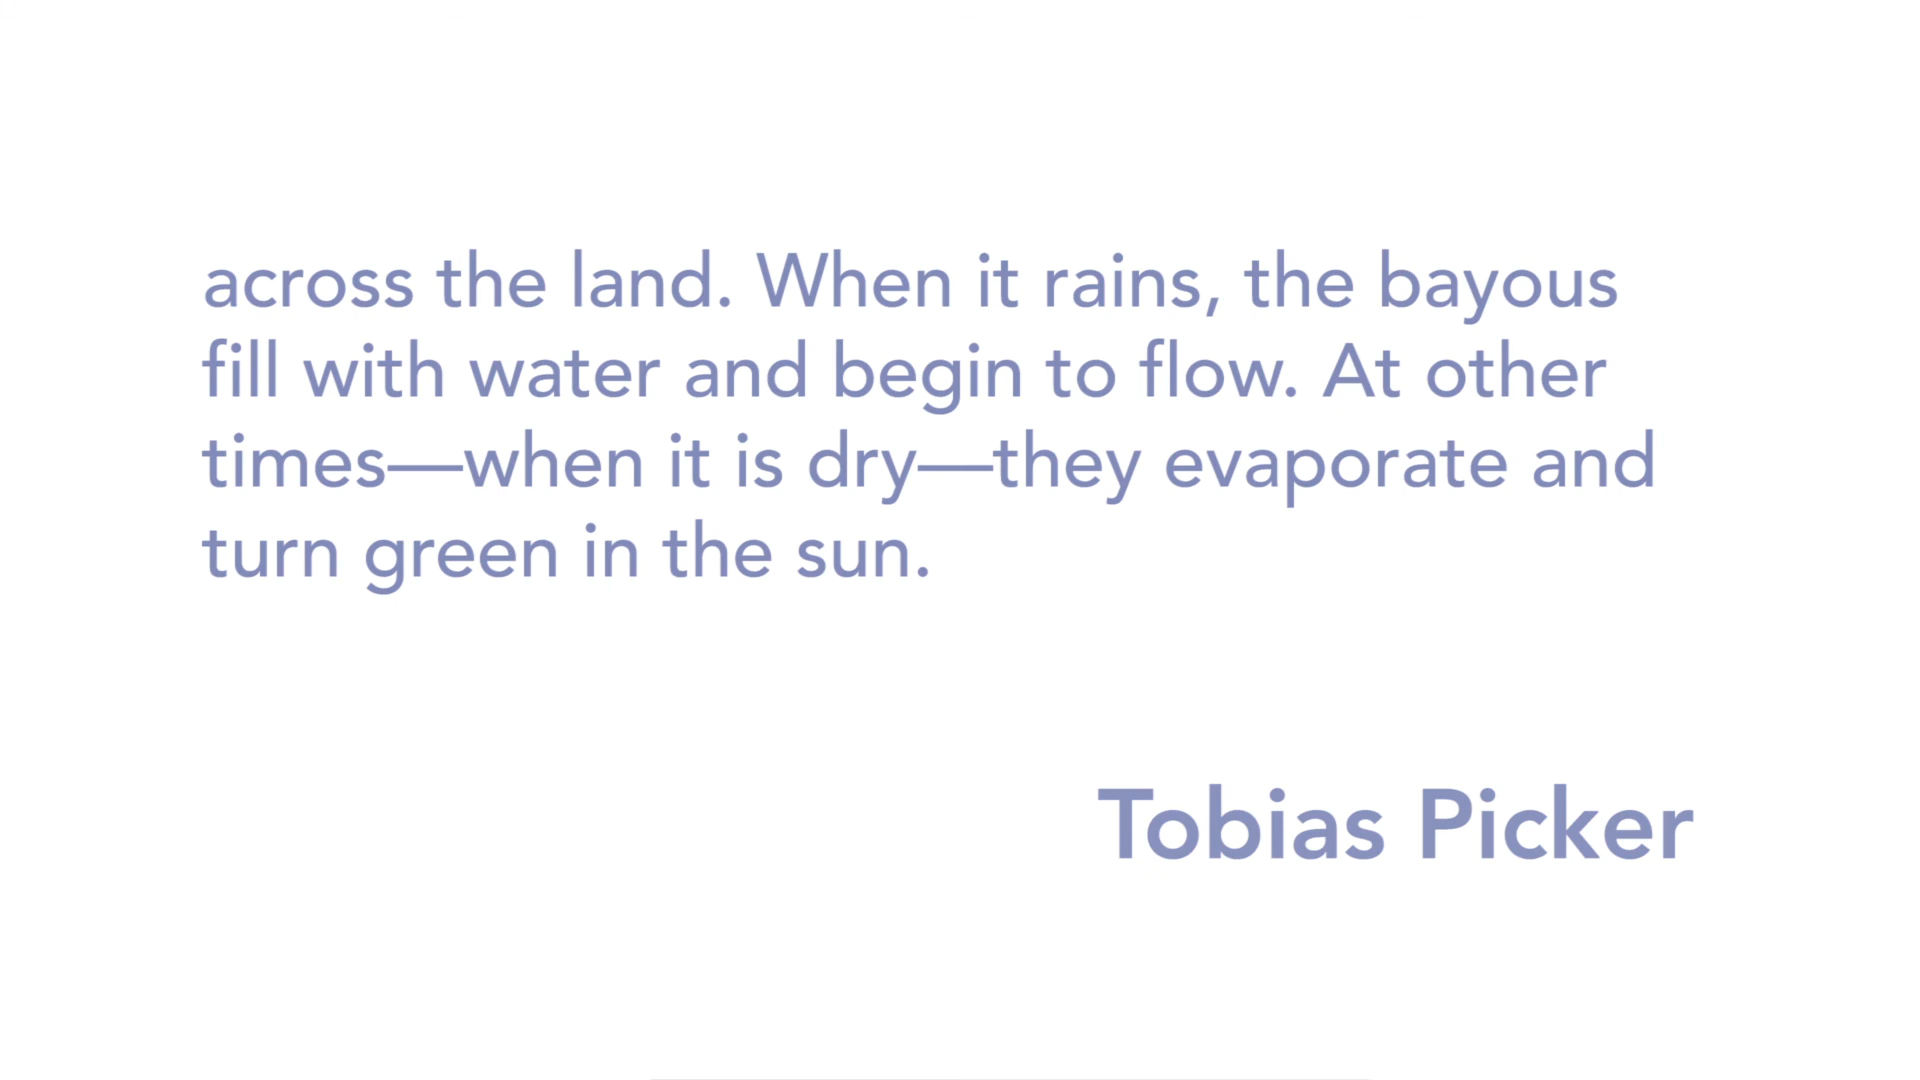 across the land. When it rains, the bayous
fill with water and begin to flow. At other
times—when it is dry—they evaporate and
turn green in the sun.
Tobias Picker